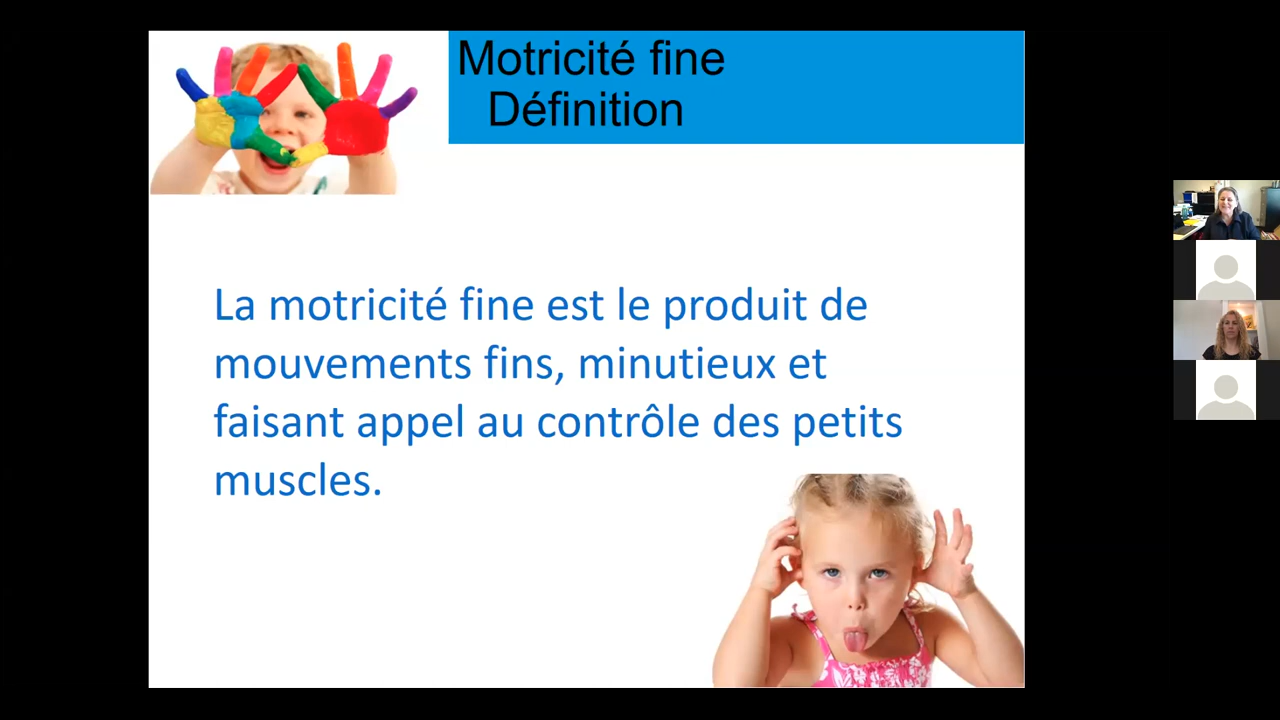 Motricité fine
Définition
La motricité fine est le produit de
mouvements fins, minutieux et
faisant appel au contrôle des petits
muscles.